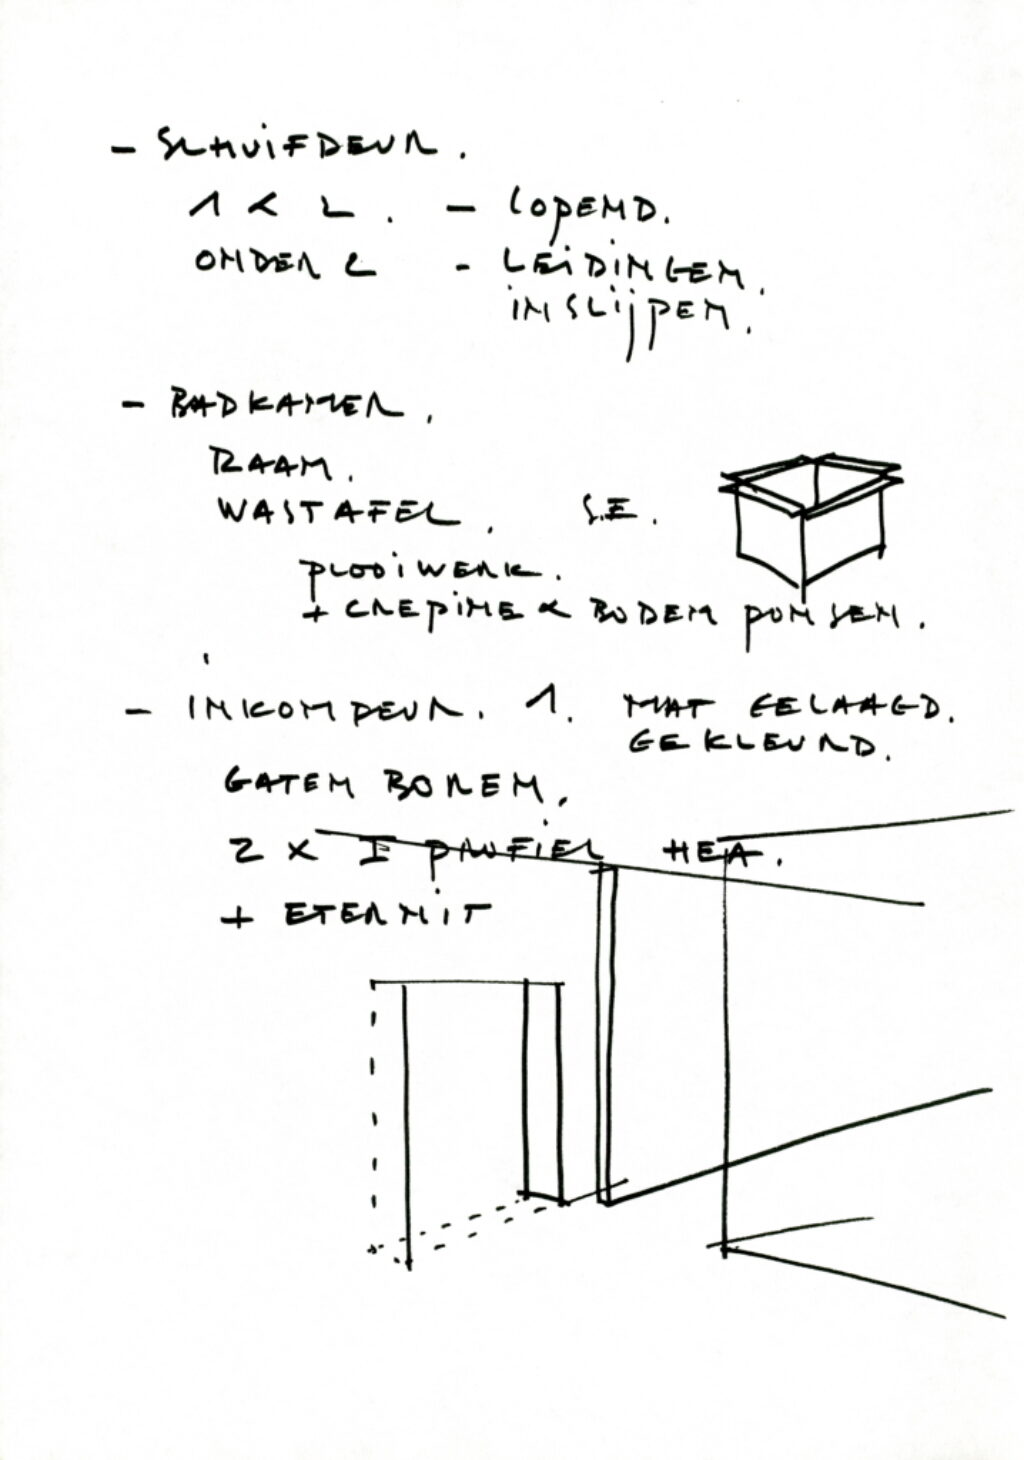 - SCHUIFDEUR.
1 < L. - LOPEND.
ONDER L - LEIDINGEN.
INSLIJPEN.
- BADKAMER.
RAAM.
WASTAFEL. S.E.
PLOOIWERK.
+ CREPINE & BODEM PONSEN.
- INKOMDEUR. 1. MAT GELAAGD.
GEKLEURD.
GATEN BOREN.
2 X I PROFIEL HEA.
+ ETERNIT